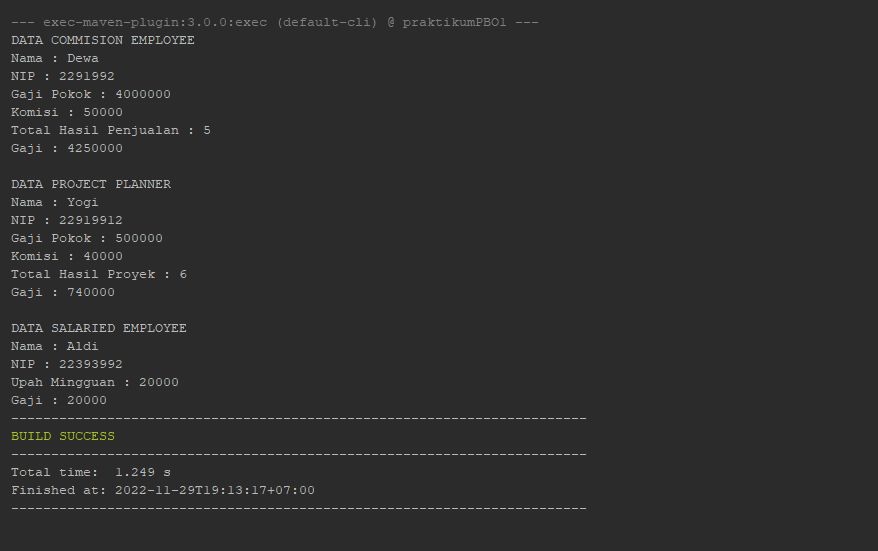 --- exec-maven-plugin:3.0.0:exec (default-cli) @ praktikumPBO1 ---
DATA COMMISION EMPLOYEE
Nama : Dewa
NIP : 2291992
Gaji Pokok : 4000000
Komisi : 50000
Total Hasil Penjualan : 5
Gaji : 4250000

DATA PROJECT PLANNER
Nama : Yogi
NIP : 22919912
Gaji Pokok : 500000
Komisi : 40000
Total Hasil Proyek : 6
Gaji : 740000

DATA SALARIED EMPLOYEE
Nama : Aldi
NIP : 22393992
Upah Mingguan : 20000
Gaji : 20000
------------------------------------------------------------------------
BUILD SUCCESS
------------------------------------------------------------------------
Total time:  1.249 s
Finished at: 2022-11-29T19:13:17+07:00
------------------------------------------------------------------------